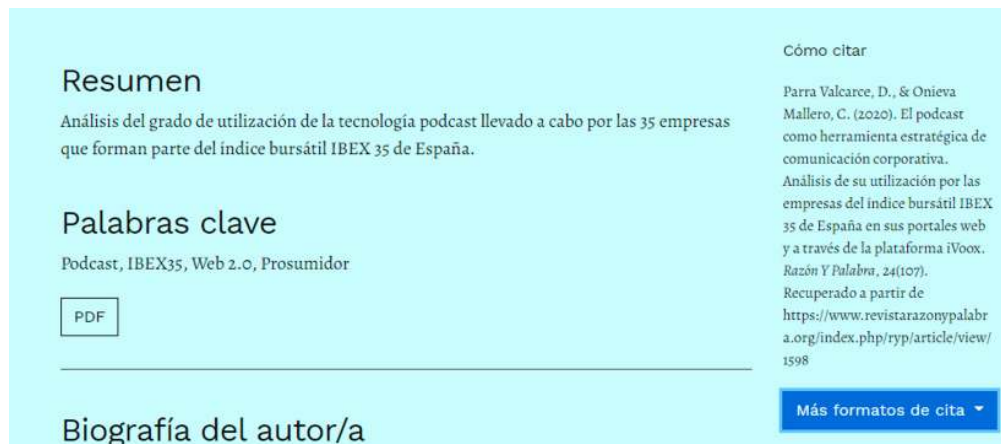 Resumen
Análisis del grado de utilización de la tecnología podcast llevado a cabo por las 35 empresas
que forman parte del índice bursátil IBEX 35 de España.
Palabras clave
Podcast, IBEX35, Web 2.0, Prosumidor
PDF
Biografía del autor/a
Cómo citar
Parra Valcarce, D., & Onieva
Mallero, C. (2020). El podcast
como herramienta estratégica de
comunicación corporativa.
Análisis de su utilización por las
empresas del índice bursátil IBEX
35 de España en sus portales web
y a través de la plataforma iVoox.
Razón Y Palabra, 24(107).
Recuperado a partir de
https://www.revistarazonypalabr
a.org/index.php/ryp/article/view/
1598
Más formatos de cita